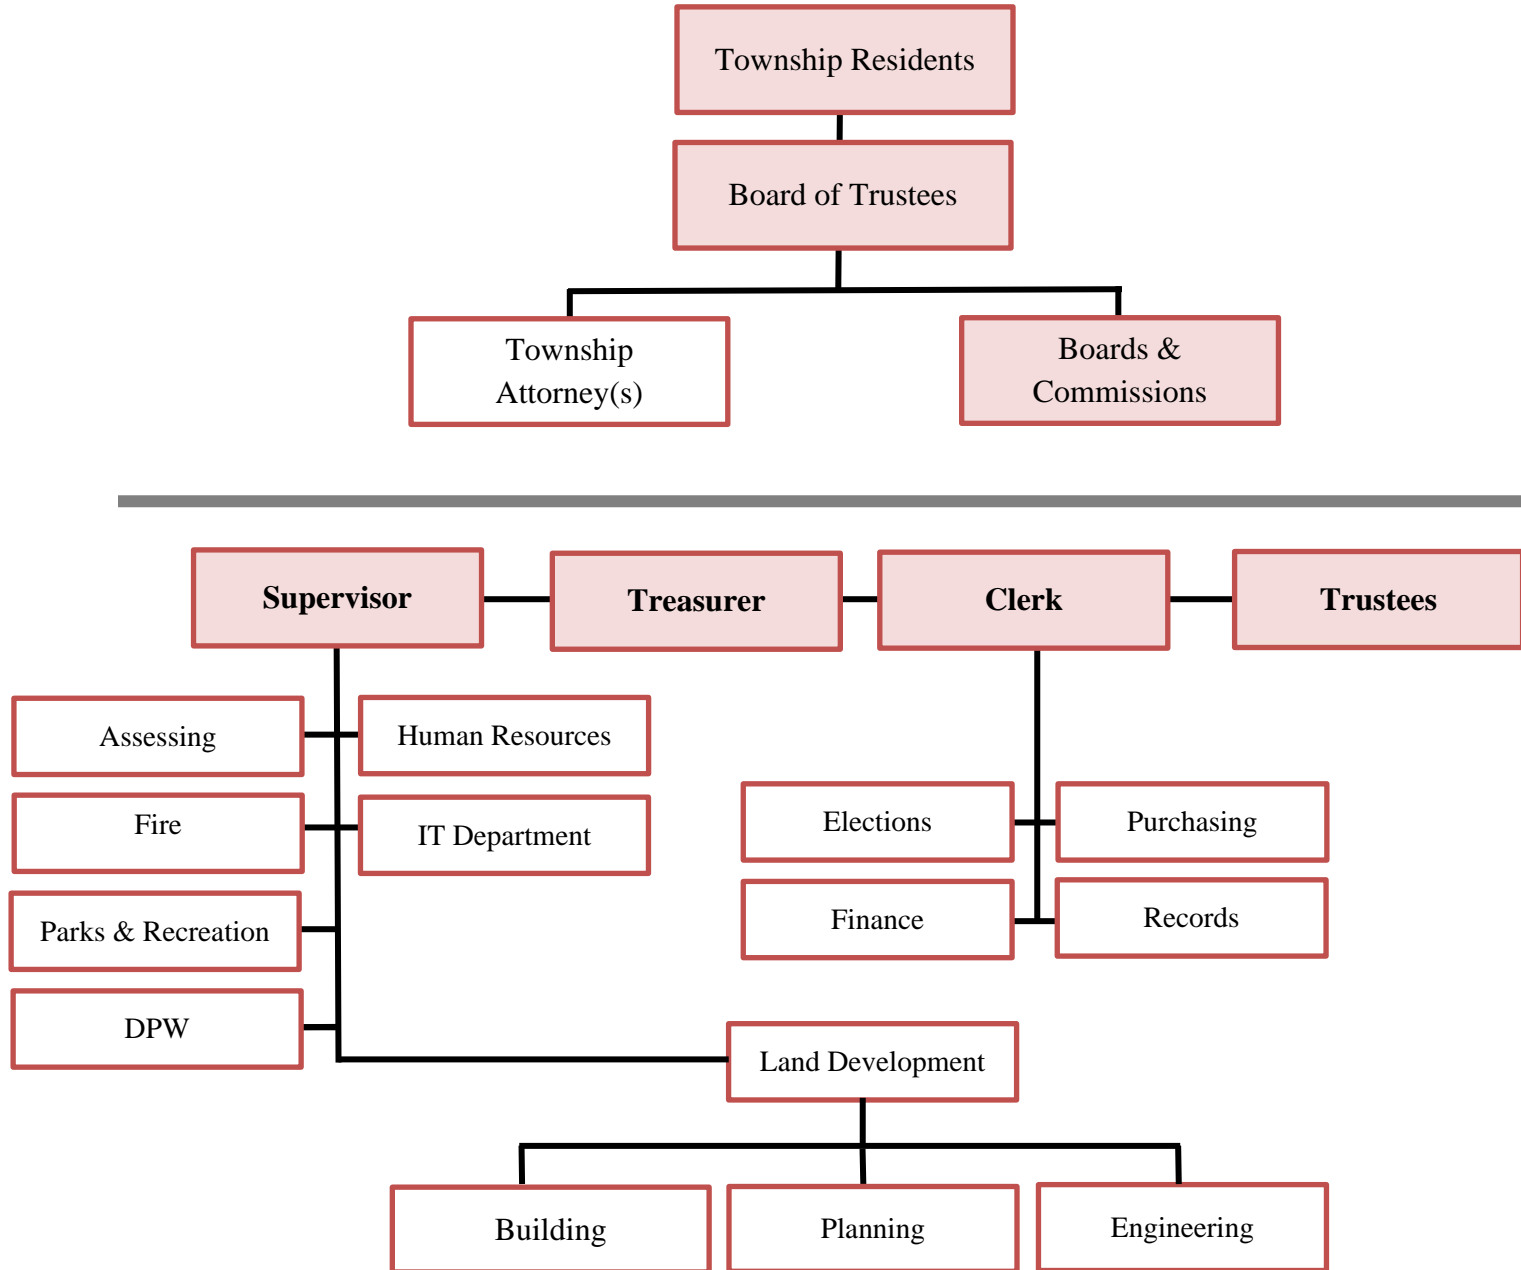 Township Residents
Board of Trustees
Township
Attorney(s)
Boards &
Commissions
Supervisor
Treasurer
Clerk
Trustees
Assessing
Human Resources
Fire
IT Department
Elections
Purchasing
Parks & Recreation
Finance
Records
DPW
Land Development
Building
Planning
Engineering